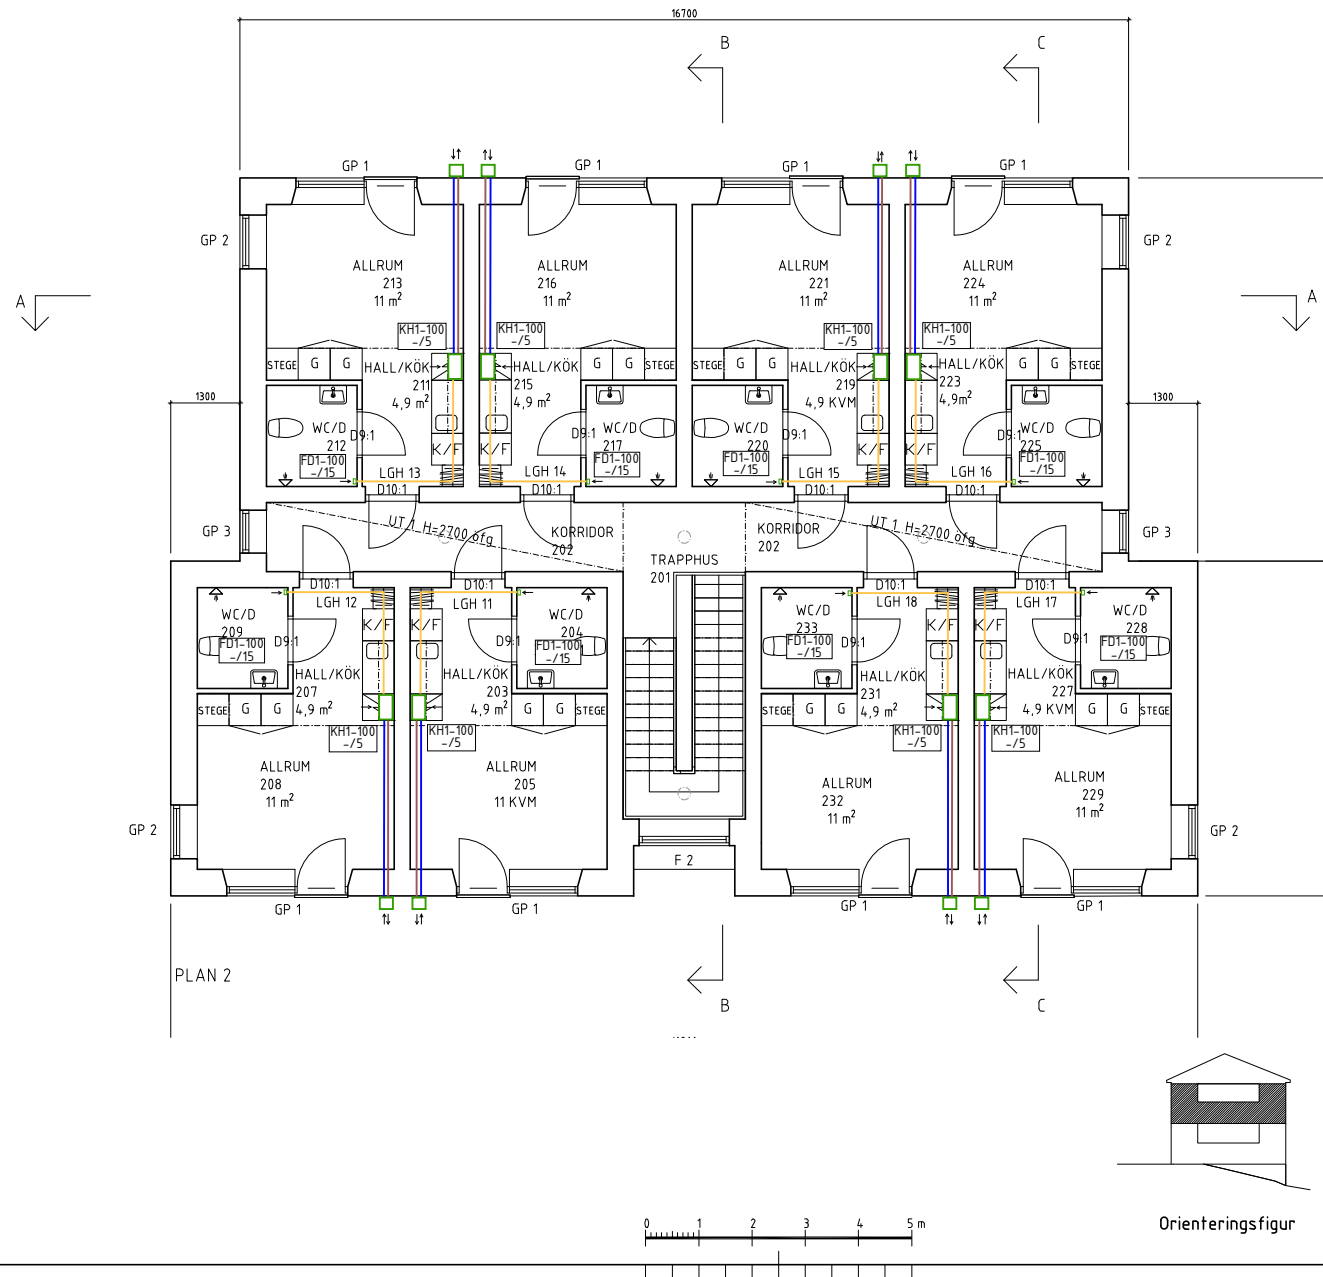 16700
B
C
GP 1
GP 1
GP 1
GP 1
GP 2
GP 2
A
A
ALLRUM
213
11 m²
ALLRUM
216
11 m²
ALLRUM
221
11 m²
ALLRUM
224
11 m²
KH1-100
-/5
KH1-100
-/5
KH1-100
-/5
KH1-100
-/5
STEGE
G
G
HALL/KÖK
211
4,9 m²
HALL/KÖK
215
4,9m²
G
G
STEGE
STEGE
G
G
HALL/KÖK
219
4,9 KVM
HALL/KÖK
223
4,9m²
G
G
STEGE
1300
1300
WC/D
212
D9:1
K/F
K/F
D9:1
WC/D
217
WC/D
220
D9:1
K/F
K/F
D9:1
WC/D
225
FD1-100
-/15
FD1-100
-/15
FD1-100
-/15
FD1-100
-/15
LGH 13
LGH 14
LGH 15
LGH 16
D10:1
D10:1
D10:1
D10:1
GP 3
GP 3
UT 1 H=2700 öfg
KORRIDOR
202
KORRIDOR
202
UT 1 H=2700 öfg
TRAPPHUS
201
D10:1
D10:1
D10:1
D10:1
LGH 12
LGH 11
LGH 18
LGH 17
WC/D
209
D9:1
K/F
K/F
D9:1
WC/D
204
WC/D
233
D9:1
K/F
K/F
D9:1
WC/D
228
FD1-100
-/15
FD1-100
-/15
FD1-100
-/15
FD1-100
-/15
HALL/KÖK
207
4,9 m²
HALL/KÖK
203
4,9 m²
HALL/KÖK
231
4,9 m²
HALL/KÖK
227
4,9 KVM
STEGE
G
G
G
G
STEGE
STEGE
G
G
G
G
STEGE
KH1-100
-/5
KH1-100
-/5
KH1-100
-/5
KH1-100
-/5
ALLRUM
208
11 m²
ALLRUM
205
11 KVM
ALLRUM
232
11 m²
ALLRUM
229
11 m²
GP 2
GP 2
F 2
GP 1
GP 1
GP 1
GP 1
PLAN 2
B
C
0 1 2 3 4 5 m
Orienteringsfigur